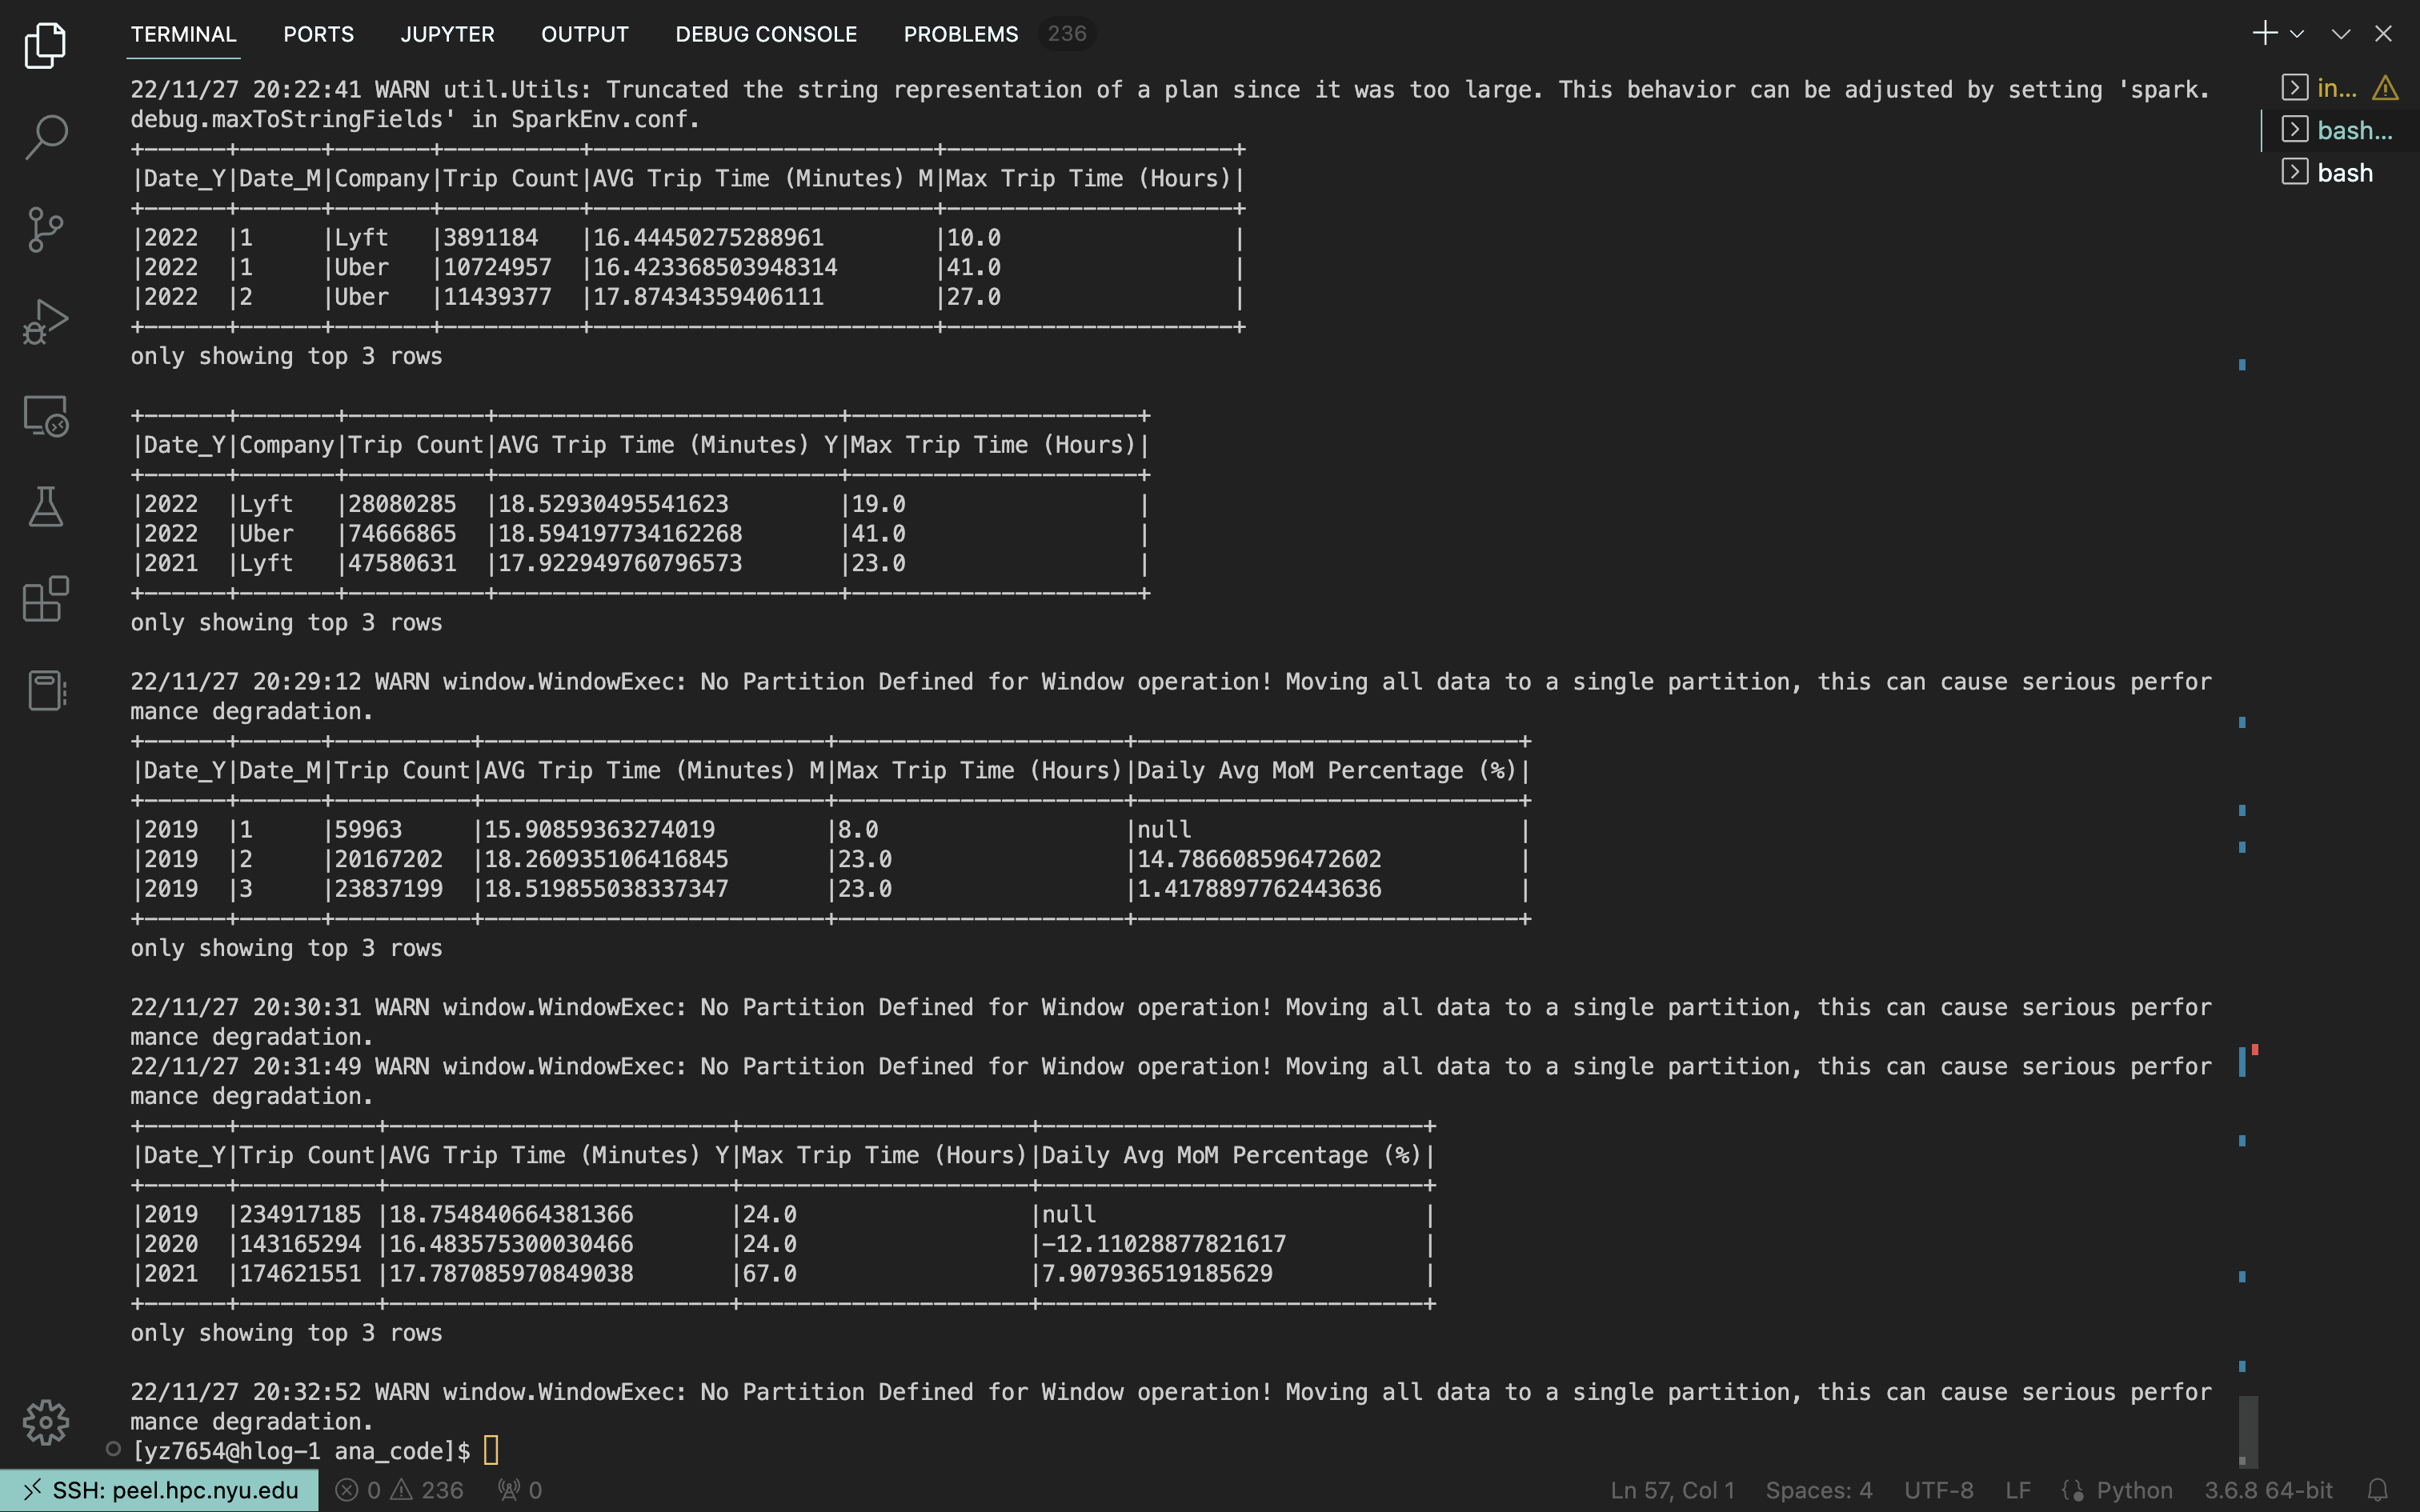 TERMINAL PORTS JUPYTER OUTPUT DEBUG CONSOLE PROBLEMS 236
in...
bash...
bash
22/11/27 20:22:41 WARN util.Utils: Truncated the string representation of a plan since it was too large. This behavior can be adjusted by setting 'spark.
debug.maxToStringFields' in SparkEnv.conf.
+------+------+-------+----------+-------------------------+---------------------+
|Date_Y|Date_M|Company|Trip Count|AVG Trip Time (Minutes) M|Max Trip Time (Hours)|
+------+------+-------+----------+-------------------------+---------------------+
|2022  |1     |Lyft   |3891184   |16.44450275288961        |10.0                 |
|2022  |1     |Uber   |10724957  |16.423368503948314       |41.0                 |
|2022  |2     |Uber   |11439377  |17.87434359406111        |27.0                 |
+------+------+-------+----------+-------------------------+---------------------+
only showing top 3 rows
+------+-------+----------+-------------------------+---------------------+
|Date_Y|Company|Trip Count|AVG Trip Time (Minutes) Y|Max Trip Time (Hours)|
+------+-------+----------+-------------------------+---------------------+
|2022  |Lyft   |28080285  |18.52930495541623        |19.0                 |
|2022  |Uber   |74666865  |18.594197734162268       |41.0                 |
|2021  |Lyft   |47580631  |17.922949760796573       |23.0                 |
+------+-------+----------+-------------------------+---------------------+
only showing top 3 rows
22/11/27 20:29:12 WARN window.WindowExec: No Partition Defined for Window operation! Moving all data to a single partition, this can cause serious perfor
mance degradation.
+------+------+----------+-------------------------+---------------------+----------------------------+
|Date_Y|Date_M|Trip Count|AVG Trip Time (Minutes) M|Max Trip Time (Hours)|Daily Avg MoM Percentage (%)|
+------+------+----------+-------------------------+---------------------+----------------------------+
|2019  |1     |59963     |15.90859363274019        |8.0                  |null                        |
|2019  |2     |20167202  |18.260935106416845       |23.0                 |14.786608596472602          |
|2019  |3     |23837199  |18.519855038337347       |23.0                 |1.4178897762443636          |
+------+------+----------+-------------------------+---------------------+----------------------------+
only showing top 3 rows
22/11/27 20:30:31 WARN window.WindowExec: No Partition Defined for Window operation! Moving all data to a single partition, this can cause serious perfor
mance degradation.
22/11/27 20:31:49 WARN window.WindowExec: No Partition Defined for Window operation! Moving all data to a single partition, this can cause serious perfor
mance degradation.
+------+----------+-------------------------+---------------------+----------------------------+
|Date_Y|Trip Count|AVG Trip Time (Minutes) Y|Max Trip Time (Hours)|Daily Avg MoM Percentage (%)|
+------+----------+-------------------------+---------------------+----------------------------+
|2019  |234917185 |18.754840664381366       |24.0                 |null                        |
|2020  |143165294 |16.483575300030466       |24.0                 |-12.11028877821617          |
|2021  |174621551 |17.787085970849038       |67.0                 |7.907936519185629           |
+------+----------+-------------------------+---------------------+----------------------------+
only showing top 3 rows
22/11/27 20:32:52 WARN window.WindowExec: No Partition Defined for Window operation! Moving all data to a single partition, this can cause serious perfor
mance degradation.
[yz7654@hlog-1 ana_code]$
SSH: peel.hpc.nyu.edu 0 236 0 Ln 57, Col 1 Spaces: 4 UTF-8 LF Python 3.6.8 64-bit